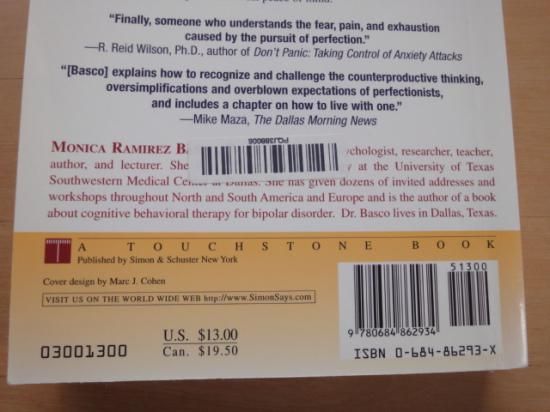 “Finally, someone who understands the fear, pain, and exhaustion
caused by the pursuit of perfection.”
—R. Reid Wilson, Ph.D., author of Don’t Panic: Taking Control of Anxiety Attacks
“[Basco] explains how to recognize and challenge the counterproductive thinking,
oversimplifications and overblown expectations of perfectionists,
and includes a chapter on how to live with one.”
—Mike Maza, The Dallas Morning News
POJ388006
MONICA RAMIREZ researcher, teacher,
author, and lecturer. She at the University of Texas
Southwestern Medical Center at Dallas. She has given dozens of invited addresses and
workshops throughout North and South America and Europe and is the author of a book
about cognitive behavioral therapy for bipolar disorder. Dr. Basco lives in Dallas, Texas.
T
A TOUCHSTONE BOOK
Published by Simon & Schuster New York
Cover design by Marc J. Cohen
VISIT US ON THE WORLD WIDE WEB http://www.SimonSays.com
51300
9 780684 862934
ISBN 0-684-86293-X
U.S. $13.00
Can. $19.50
03001300